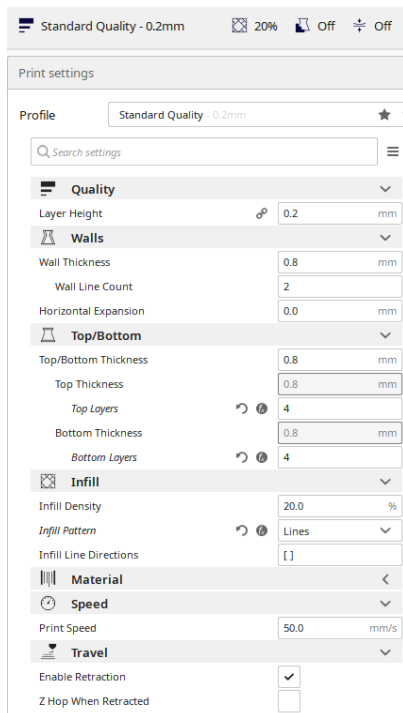 Standard Quality - 0.2mm 20% Off Off
Print settings
Profile Standard Quality - 0.2mm
Search settings
Quality
Layer Height 0.2 mm
Walls
Wall Thickness 0.8 mm
Wall Line Count 2
Horizontal Expansion 0.0 mm
Top/Bottom
Top/Bottom Thickness 0.8 mm
Top Thickness 0.8 mm
Top Layers 4
Bottom Thickness 0.8 mm
Bottom Layers 4
Infill
Infill Density 20.0 %
Infill Pattern Lines
Infill Line Directions [ ]
Material
Speed
Print Speed 50.0 mm/s
Travel
Enable Retraction
Z Hop When Retracted